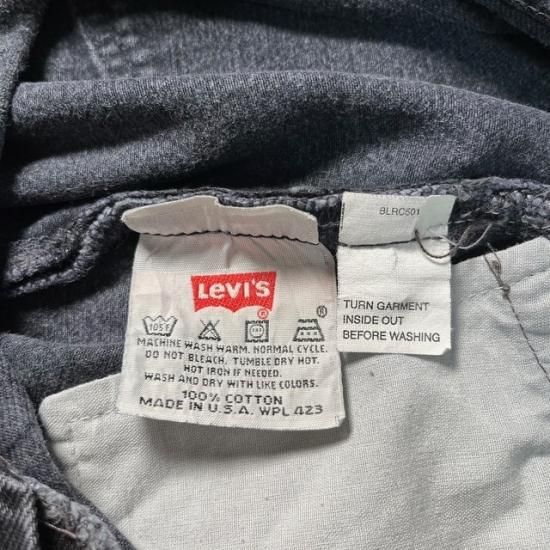 BLRC501
LEVI'S
®
®
105F
TURN GARMENT
INSIDE OUT
BEFORE WASHING
MACHINE WASH WARM. NORMAL CYCLE.
DO NOT BLEACH. TUMBLE DRY HOT.
HOT IRON IF NEEDED.
WASH AND DRY WITH LIKE COLORS.
100% COTTON
MADE IN U.S.A. WPL 423